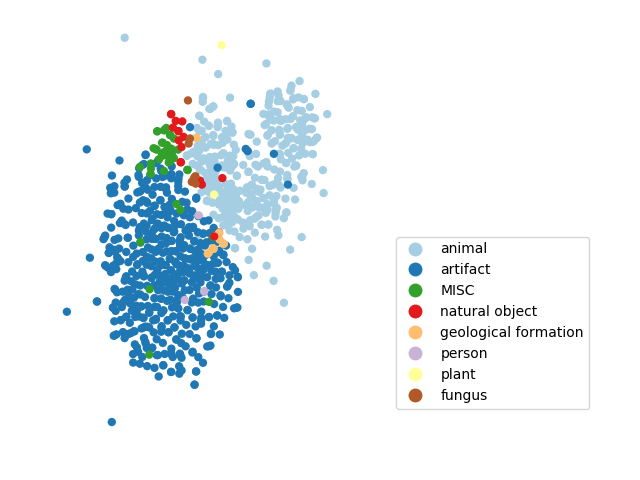 animal
artifact
MISC
natural object
geological formation
person
plant
fungus